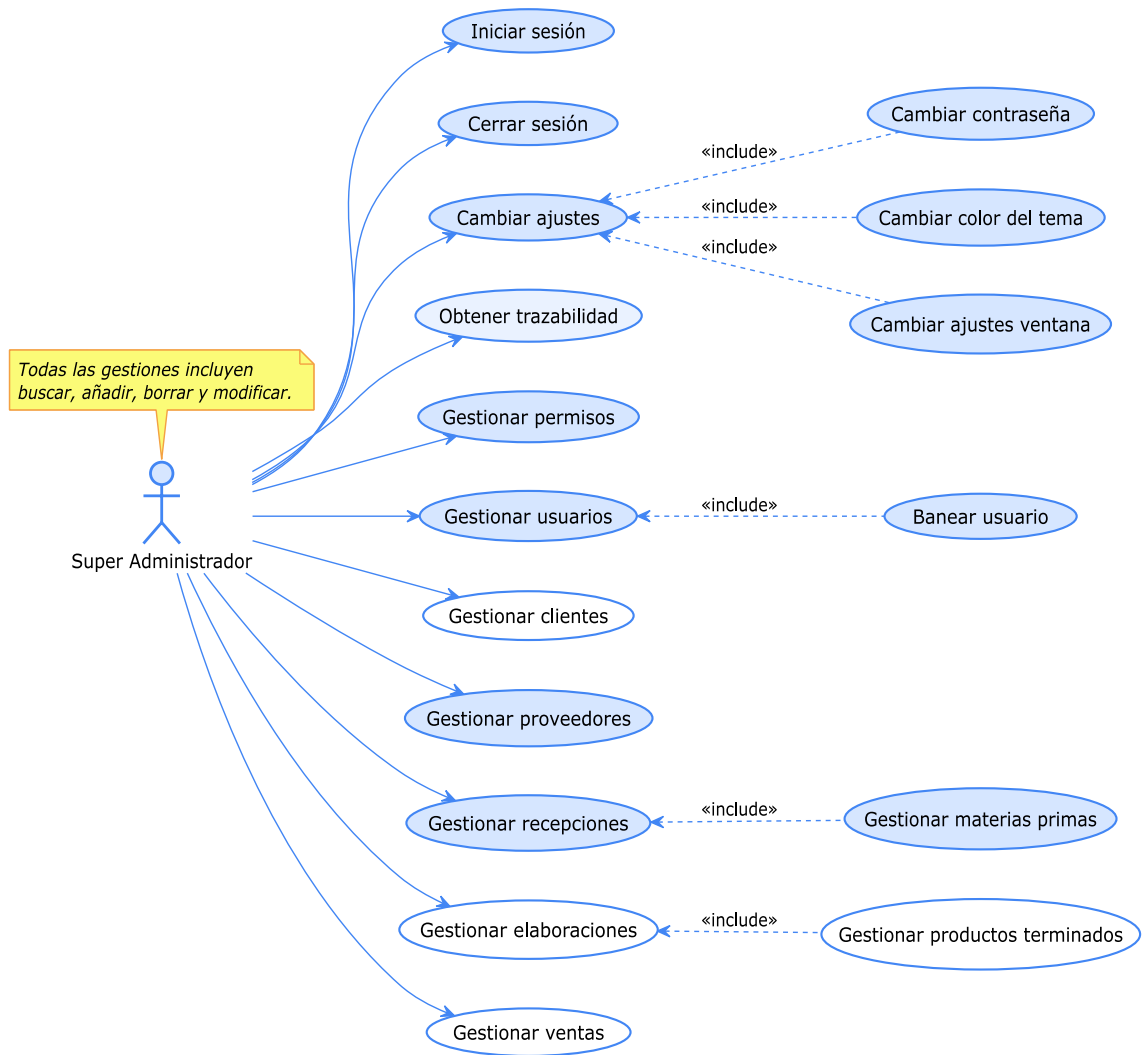 Iniciar sesión
Cerrar sesión
Cambiar contraseña
«include»
Cambiar ajustes
«include»
Cambiar color del tema
«include»
Obtener trazabilidad
Cambiar ajustes ventana
Todas las gestiones incluyen
buscar, añadir, borrar y modificar.
Gestionar permisos
Gestionar usuarios
«include»
Banear usuario
Super Administrador
Gestionar clientes
Gestionar proveedores
Gestionar recepciones
«include»
Gestionar materias primas
Gestionar elaboraciones
«include»
Gestionar productos terminados
Gestionar ventas